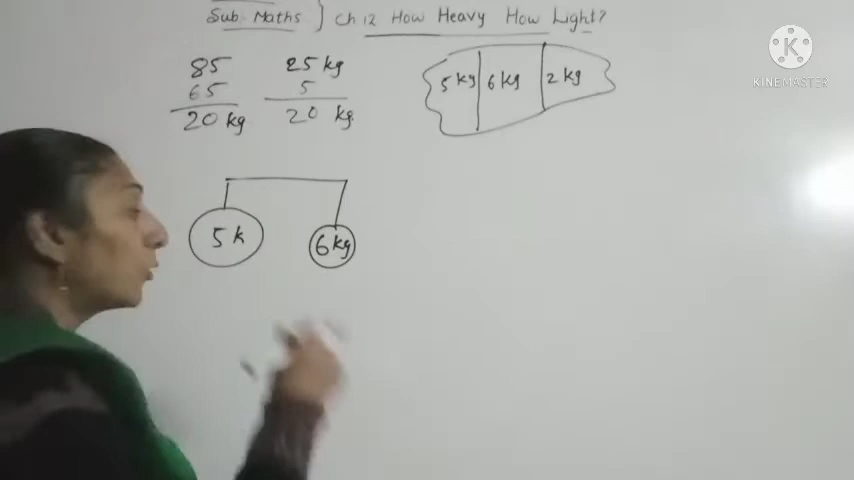 Sub- Maths ) Ch 12 How Heavy How Light?
85
65
20 kg
25 kg
5
20 kg
5 kg 6 kg 2 kg
K
KINEMASTER
5 k
6 kg